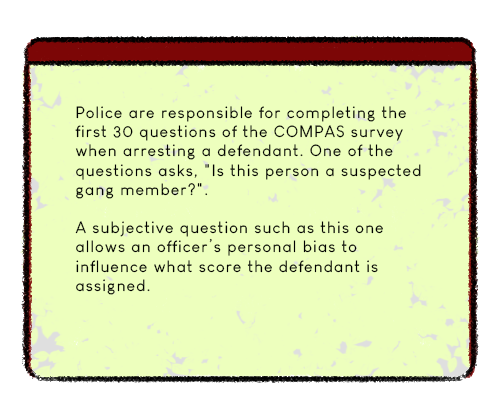 Police are responsible for completing the
first 30 questions of the COMPAS survey
when arresting a defendant. One of the
questions asks, "Is this person a suspected
gang member?".
A subjective question such as this one
allows an officer's personal bias to
influence what score the defendant is
assigned.